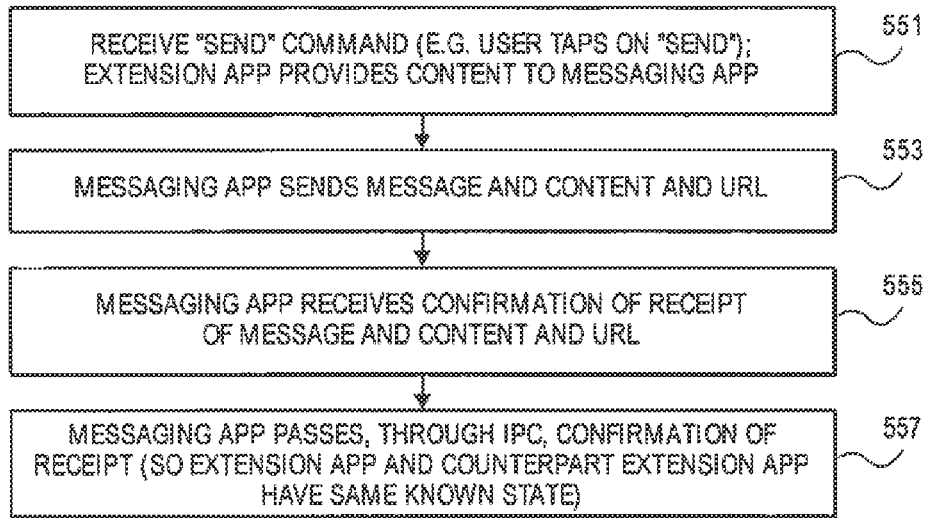 RECEIVE "SEND" COMMAND (E.G. USER TAPS ON "SEND");
EXTENSION APP PROVIDES CONTENT TO MESSAGING APP
551
MESSAGING APP SENDS MESSAGE AND CONTENT AND URL
553
MESSAGING APP RECEIVES CONFIRMATION OF RECEIPT
OF MESSAGE AND CONTENT AND URL
555
MESSAGING APP PASSES, THROUGH IPC, CONFIRMATION OF
RECEIPT (SO EXTENSION APP AND COUNTERPART EXTENSION APP
HAVE SAME KNOWN STATE)
557